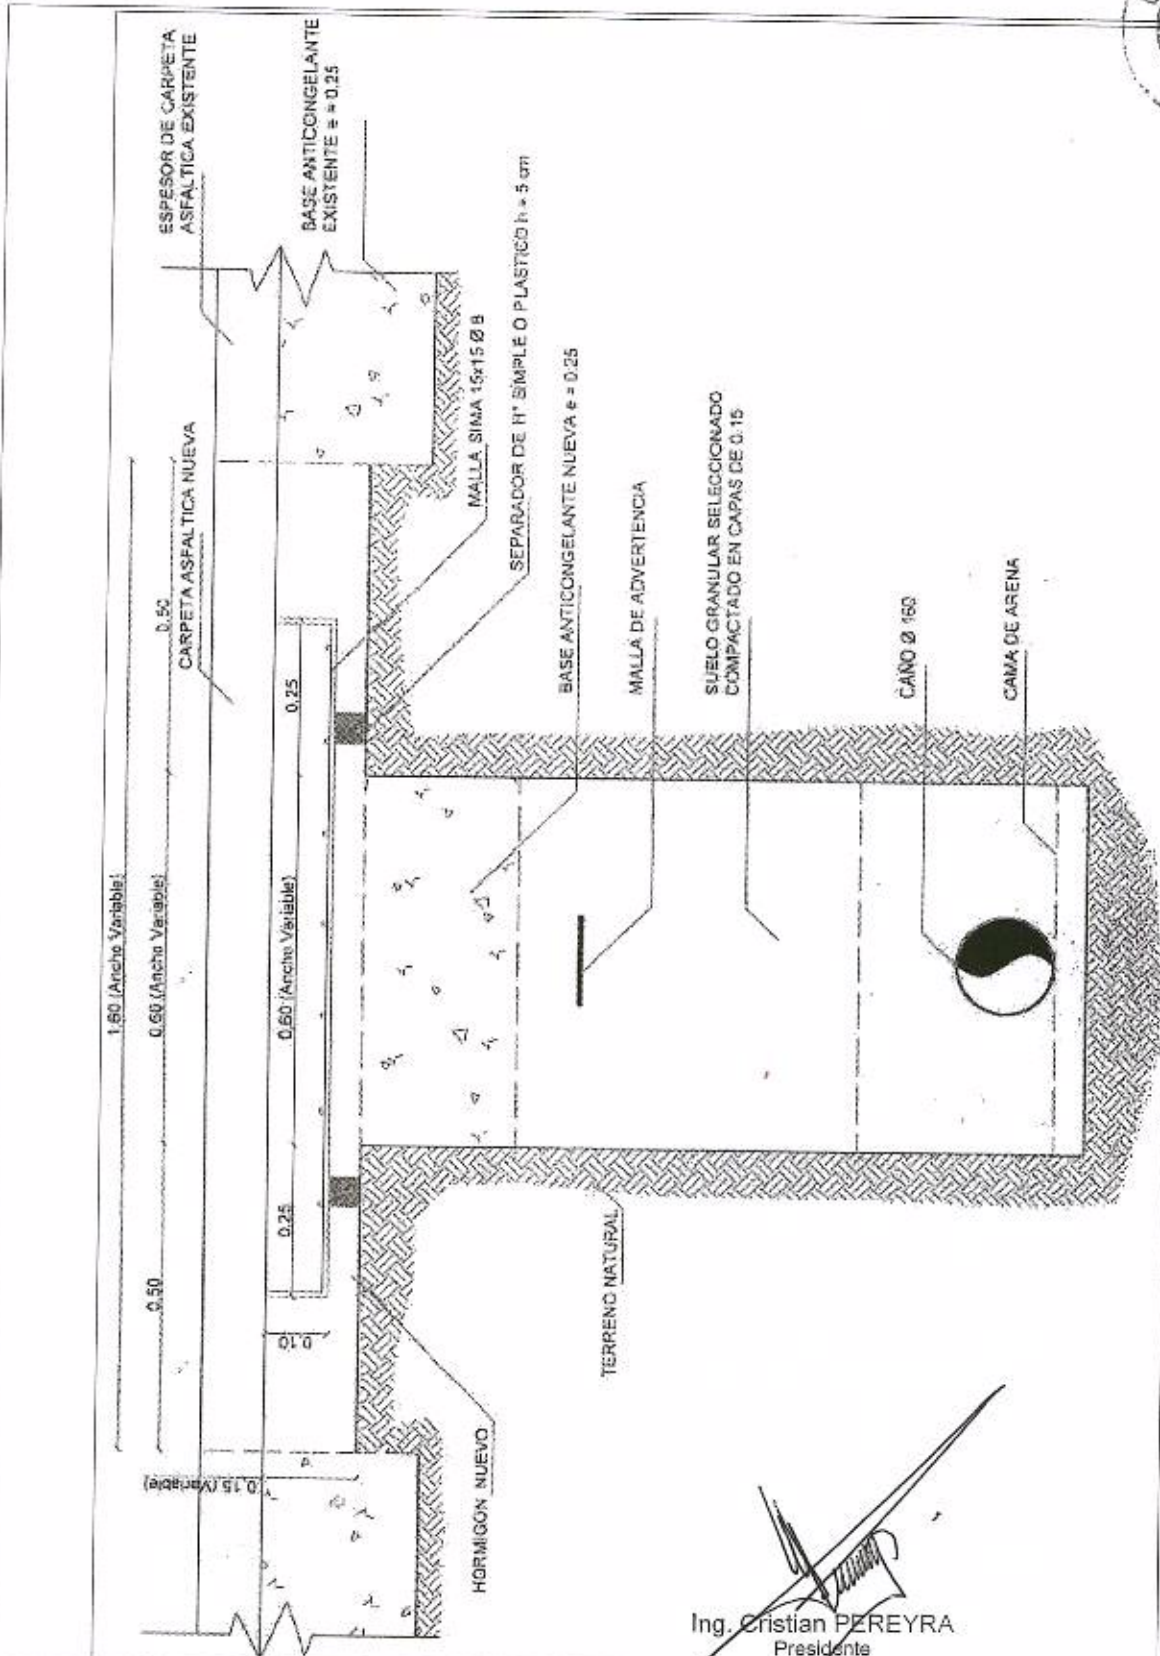 ESPESOR DE CARPETA
ASFALTICA EXISTENTE
BASE ANTICONGELANTE
EXISTENTE e = 0,25
1.60 (Ancho Variable)
0,50
0,60 (Ancho Variable)
0,50
CARPETA ASFALTICA NUEVA
0,25
0,60 (Ancho Variable)
0,25
0,10
0,15 (Variable)
MALLA SIMA 15x15 Ø 8
SEPARADOR DE H° SIMPLE O PLASTICO h = 5 cm
BASE ANTICONGELANTE NUEVA e = 0.25
MALLA DE ADVERTENCIA
SUELO GRANULAR SELECCIONADO
COMPACTADO EN CAPAS DE 0.15
CAÑO Ø 160
CAMA DE ARENA
TERRENO NATURAL
HORMIGÓN NUEVO
Ing. Cristian PEREYRA
Presidente